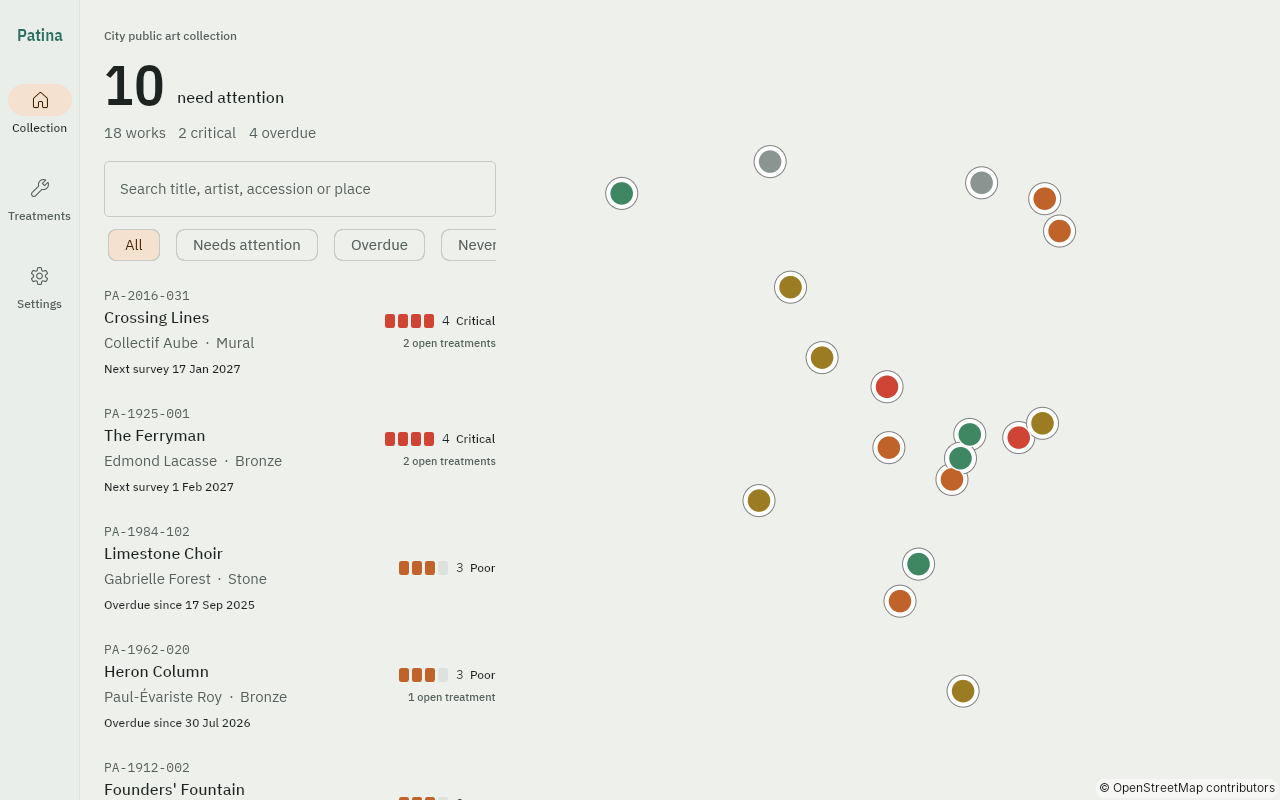 Patina
Collection
Treatments
Settings
City public art collection
10 need attention
18 works 2 critical 4 overdue
Search title, artist, accession or place
All Needs attention Overdue Never
PA-2016-031
Crossing Lines
Collectif Aube · Mural
Next survey 17 Jan 2027
4 Critical
2 open treatments
PA-1925-001
The Ferryman
Edmond Lacasse · Bronze
Next survey 1 Feb 2027
4 Critical
2 open treatments
PA-1984-102
Limestone Choir
Gabrielle Forest · Stone
Overdue since 17 Sep 2025
3 Poor
PA-1962-020
Heron Column
Paul-Évariste Roy · Bronze
Overdue since 30 Jul 2026
3 Poor
1 open treatment
PA-1912-002
Founders' Fountain
© OpenStreetMap contributors